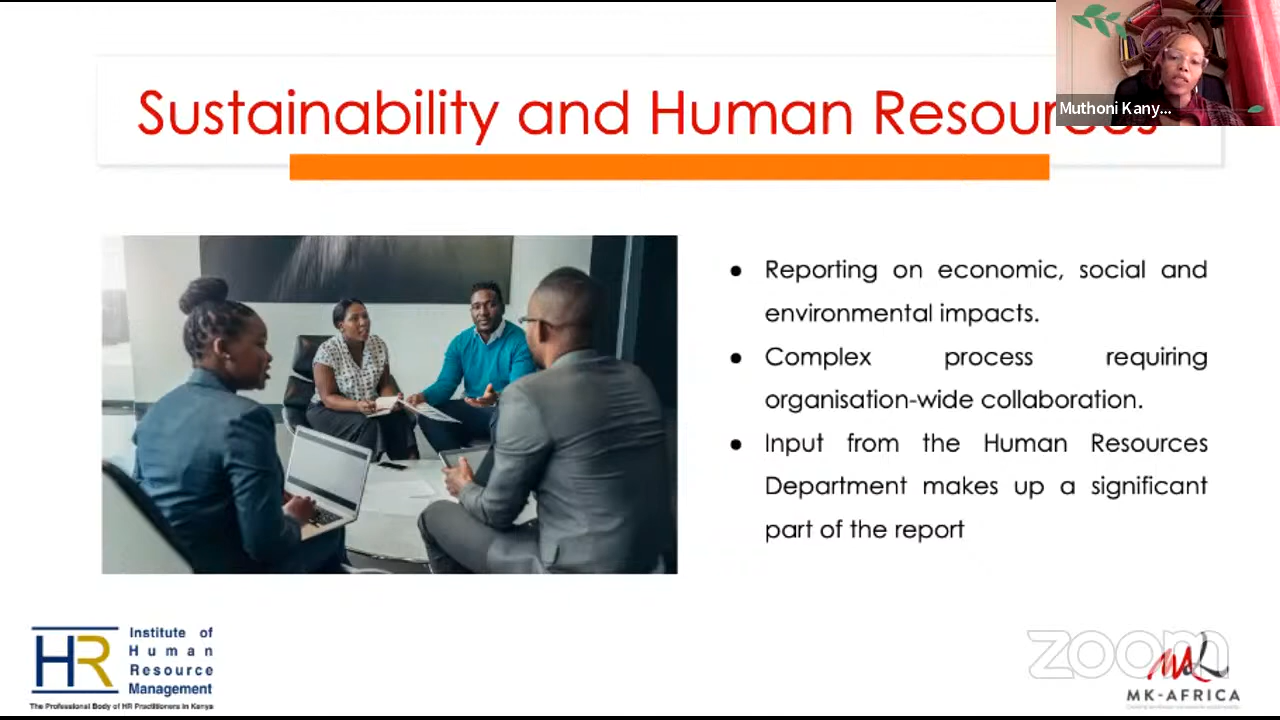 Sustainability and Human Resources
Muthoni Kany...
● Reporting on economic, social and
environmental impacts.
● Complex process requiring
organisation-wide collaboration.
● Input from the Human Resources
Department makes up a significant
part of the report
HR
Institute of
Human
Resource
Management
The Professional Body of HR Practitioners in Kenya
zoom
MK-AFRICA